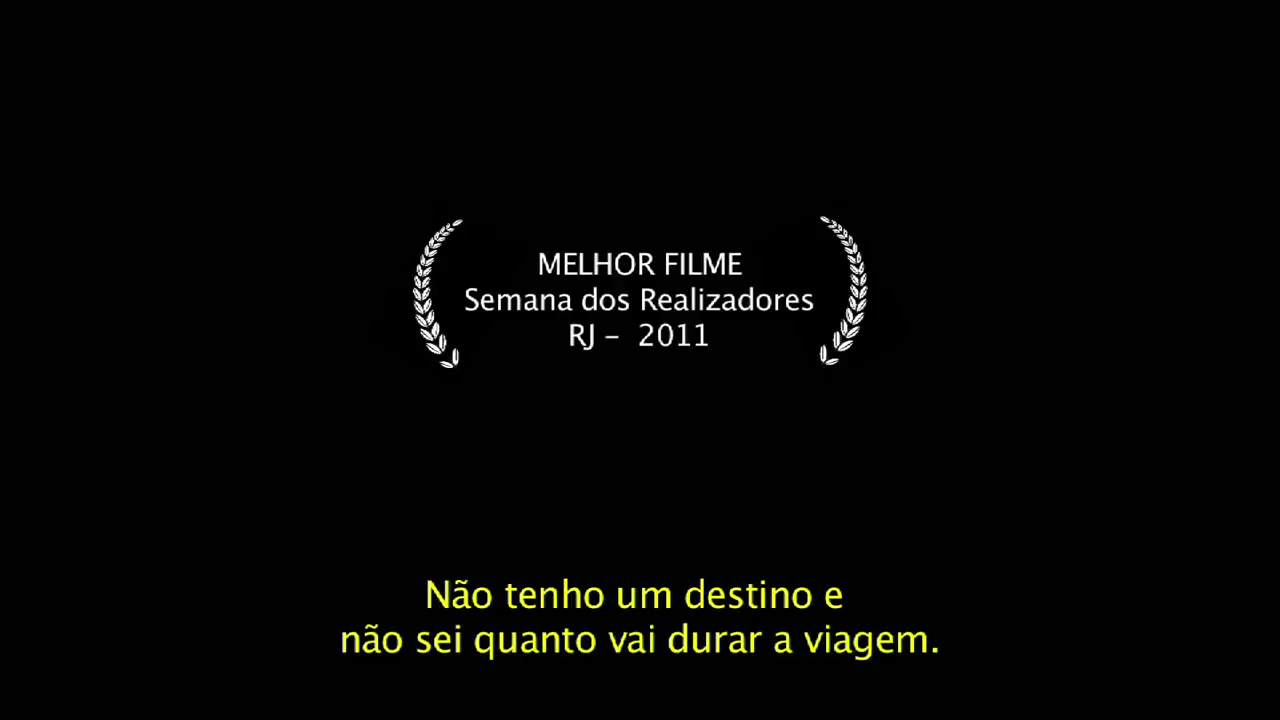 MELHOR FILME
Semana dos Realizadores
RJ - 2011
Não tenho um destino e
não sei quanto vai durar a viagem.